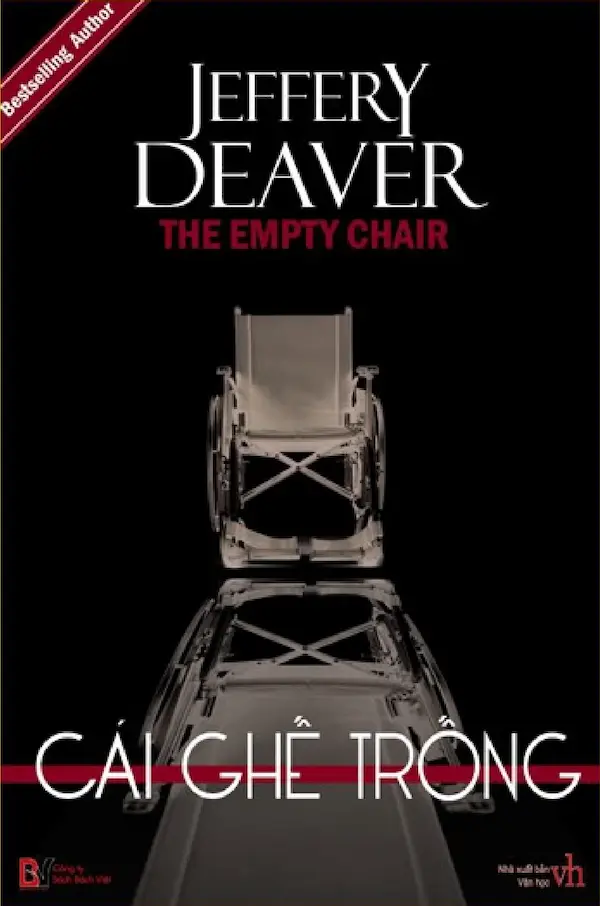 Bestselling Author
JEFFERY
DEAVER
THE EMPTY CHAIR
CÁI GHẾ TRỐNG
BV
Công ty
Sách Bách Việt
Nhà xuất bản
Văn học
vh